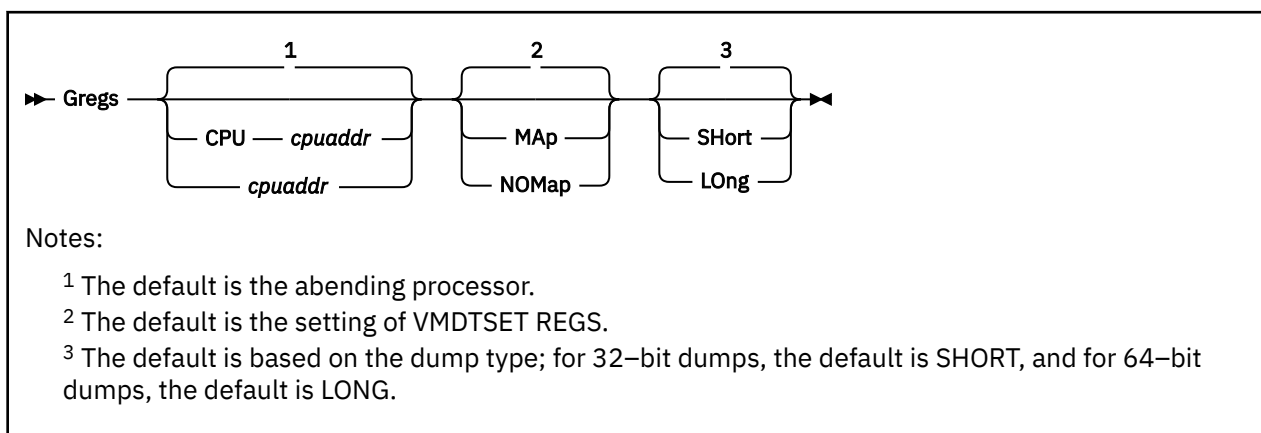 1 2 3
Gregs
CPU cpuaddr MAp SHort
cpuaddr NOMap LOng
Notes:
1 The default is the abending processor.
2 The default is the setting of VMDTSET REGS.
3 The default is based on the dump type; for 32–bit dumps, the default is SHORT, and for 64–bit
dumps, the default is LONG.